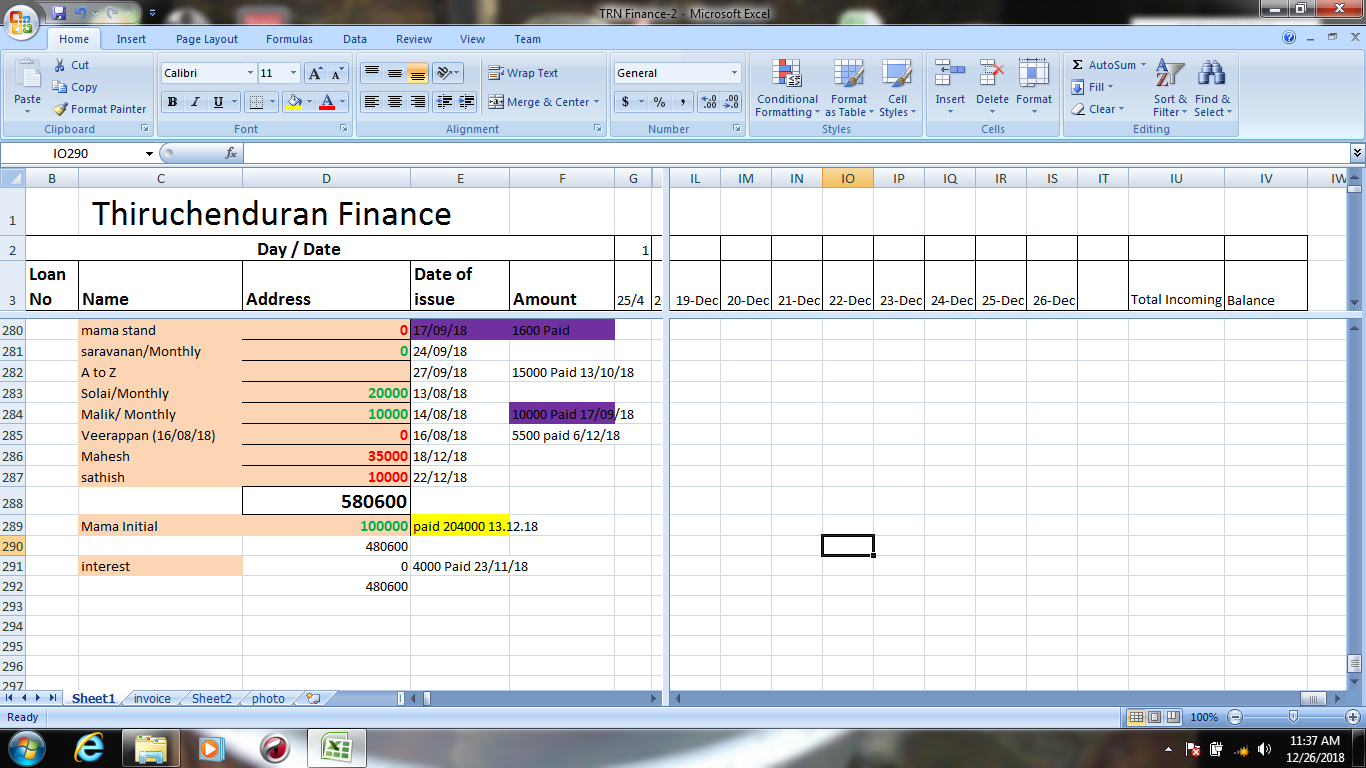 TRN Finance-2 - Microsoft Excel
Home Insert Page Layout Formulas Data Review View Team
Cut
Copy
Format Painter
Paste
Clipboard
Calibri 11
B I U
Font
Wrap Text
Merge & Center
Alignment
General
$ % ,
Number
Conditional Formatting
Format as Table
Cell Styles
Styles
Insert Delete Format
Cells
AutoSum
Fill
Clear
Sort & Filter
Find & Select
Editing
IO290 fx
B C D E F G IL IM IN IO IP IQ IR IS IT IU IV IW
1 Thiruchenduran Finance
2 Day / Date 1
3 Loan No Name Address Date of issue Amount 25/4 19-Dec 20-Dec 21-Dec 22-Dec 23-Dec 24-Dec 25-Dec 26-Dec Total Incoming Balance
280 mama stand 0 17/09/18 1600 Paid
281 saravanan/Monthly 0 24/09/18
282 A to Z 27/09/18 15000 Paid 13/10/18
283 Solai/Monthly 20000 13/08/18
284 Malik/ Monthly 10000 14/08/18 10000 Paid 17/09/18
285 Veerappan (16/08/18) 0 16/08/18 5500 paid 6/12/18
286 Mahesh 35000 18/12/18
287 sathish 10000 22/12/18
288 580600
289 Mama Initial 100000 paid 204000 13.12.18
290 480600
291 interest 0 4000 Paid 23/11/18
292 480600
293
294
295
296
297
Sheet1 invoice Sheet2 photo
Ready 100%
11:37 AM
12/26/2018